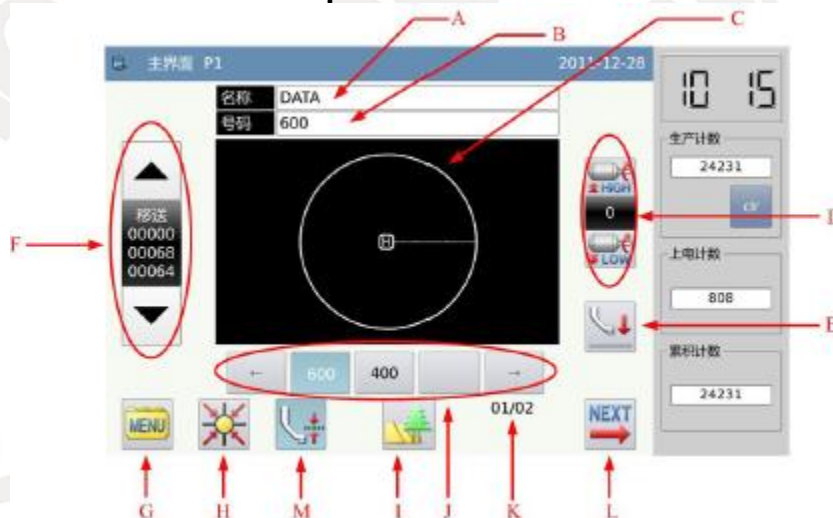 A
B
C
主界面 P1
2011-12-28
10 15
名称 DATA
号码 600
生产计数
24231
clr
HIGH
0
LOW
D
F
移送
00000
00068
00064
H
上电计数
808
E
累积计数
24231
← 600 400 →
01/02
MENU
NEXT
G
H
M
I
J
K
L